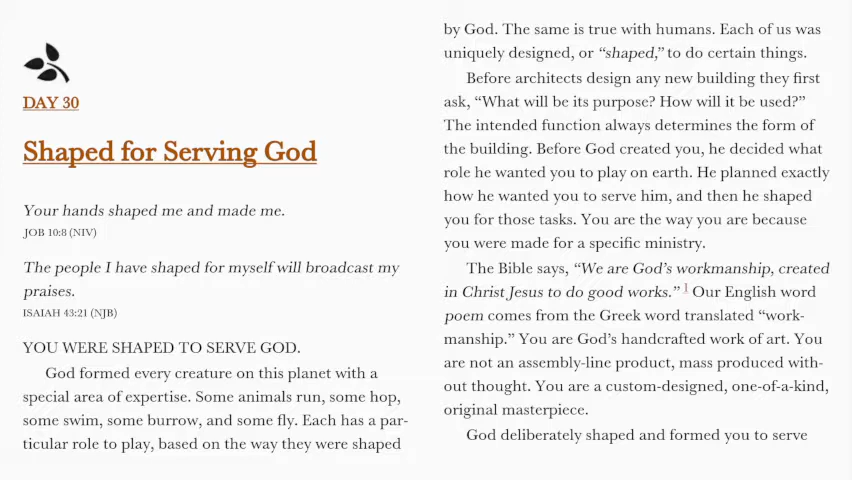 DAY 30
Shaped for Serving God
Your hands shaped me and made me.
JOB 10:8 (NIV)
The people I have shaped for myself will broadcast my
praises.
ISAIAH 43:21 (NJB)
YOU WERE SHAPED TO SERVE GOD.
God formed every creature on this planet with a
special area of expertise. Some animals run, some hop,
some swim, some burrow, and some fly. Each has a par-
ticular role to play, based on the way they were shaped
by God. The same is true with humans. Each of us was
uniquely designed, or “shaped,” to do certain things.
Before architects design any new building they first
ask, “What will be its purpose? How will it be used?”
The intended function always determines the form of
the building. Before God created you, he decided what
role he wanted you to play on earth. He planned exactly
how he wanted you to serve him, and then he shaped
you for those tasks. You are the way you are because
you were made for a specific ministry.
The Bible says, “We are God’s workmanship, created
in Christ Jesus to do good works.” 1 Our English word
poem comes from the Greek word translated “work-
manship.” You are God’s handcrafted work of art. You
are not an assembly-line product, mass produced with-
out thought. You are a custom-designed, one-of-a-kind,
original masterpiece.
God deliberately shaped and formed you to serve